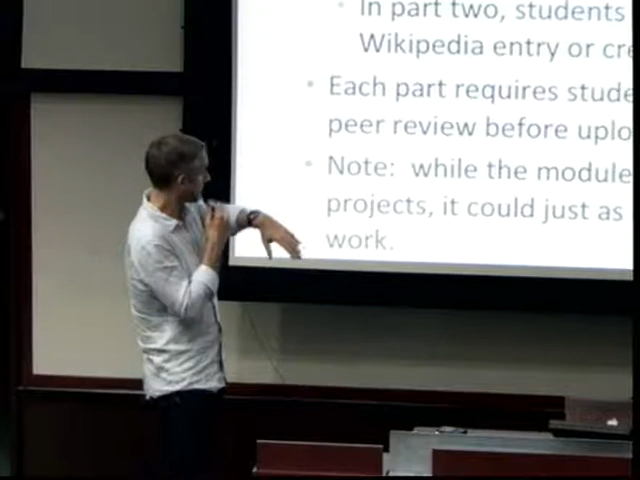 In part two, students
Wikipedia entry or cre
• Each part requires stude
peer review before uplo
• Note: while the module
projects, it could just as
work.